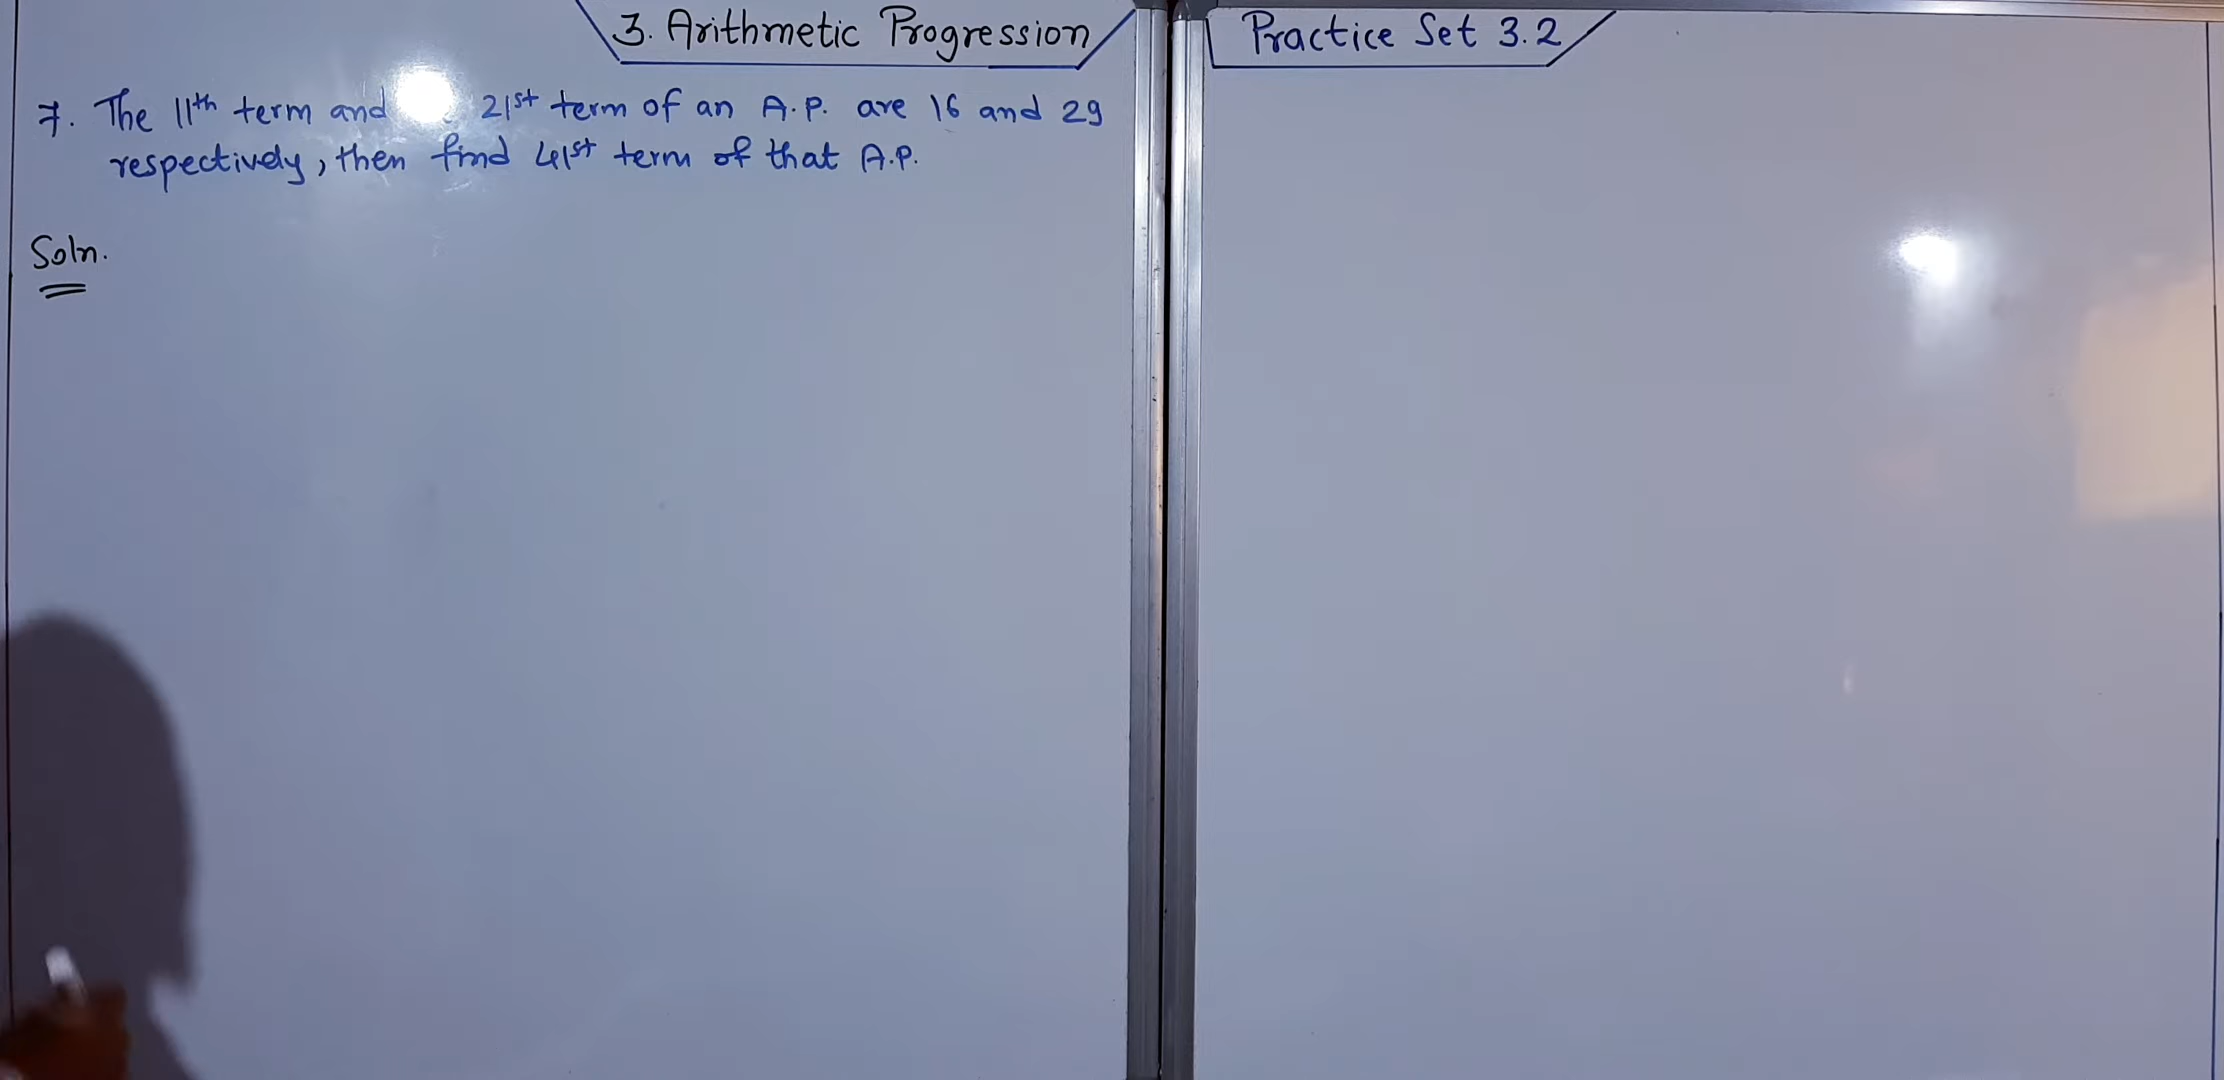 3. Arithmetic Progression
Practice Set 3.2
7. The 11th term and 21st term of an A.P. are 16 and 29
respectively, then find 41st term of that A.P.
Soln.